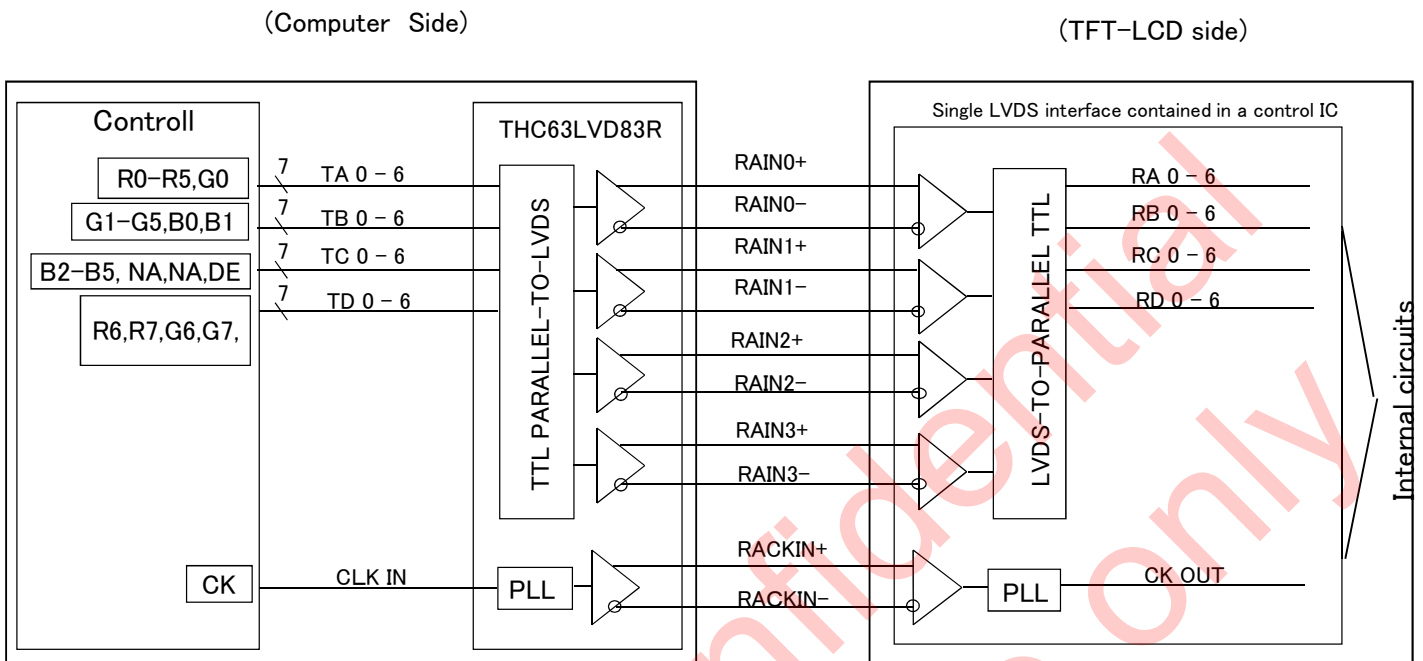 (Computer Side)
(TFT-LCD side)
Controll
THC63LVD83R
Single LVDS interface contained in a control IC
R0-R5,G0
7
TA 0 - 6
RAIN0+
RA 0 - 6
G1-G5,B0,B1
7
TB 0 - 6
RAIN0-
RB 0 - 6
B2-B5, NA,NA,DE
7
TC 0 - 6
RAIN1+
RC 0 - 6
R6,R7,G6,G7,
7
TD 0 - 6
RAIN1-
RD 0 - 6
TTL PARALLEL-TO-LVDS
RAIN2+
RAIN2-
RAIN3+
RAIN3-
LVDS-TO-PARALLEL TTL
Internal circuits
CK
CLK IN
PLL
RACKIN+
RACKIN-
PLL
CK OUT
only